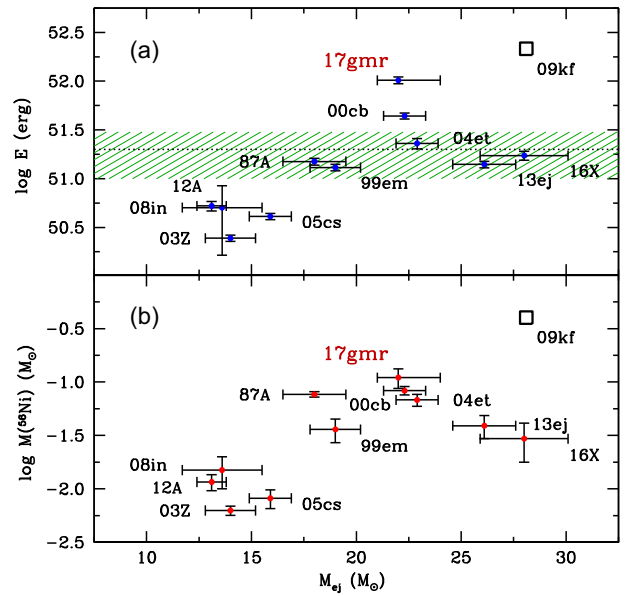 (a)
17gmr
09kf
00cb
04et
87A
99em
13ej
16X
12A
08in
05cs
03Z
log E (erg)
52.5
52.0
51.5
51.0
50.5
(b)
09kf
17gmr
87A
00cb
04et
99em
13ej
16X
08in
12A
03Z
05cs
log M(⁵⁶Ni) (M☉)
-0.5
-1.0
-1.5
-2.0
-2.5
10 15 20 25 30
M_ej (M☉)